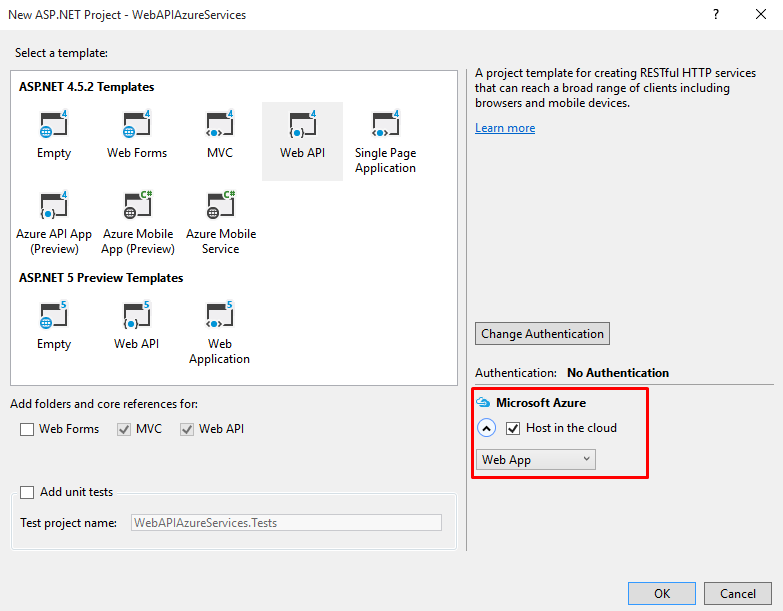 New ASP.NET Project - WebAPIAzureServices
?
Select a template:
ASP.NET 4.5.2 Templates
4
4
4
4
4
Empty
Web Forms
MVC
Web API
Single Page
Application
4
C#
C#
Azure API App
(Preview)
Azure Mobile
App (Preview)
Azure Mobile
Service
ASP.NET 5 Preview Templates
5
5
5
Empty
Web API
Web
Application
A project template for creating RESTful HTTP services
that can reach a broad range of clients including
browsers and mobile devices.
Learn more
Change Authentication
Authentication: No Authentication
Microsoft Azure
Host in the cloud
Web App
Add folders and core references for:
Web Forms
MVC
Web API
Add unit tests
Test project name:
WebAPIAzureServices.Tests
OK
Cancel